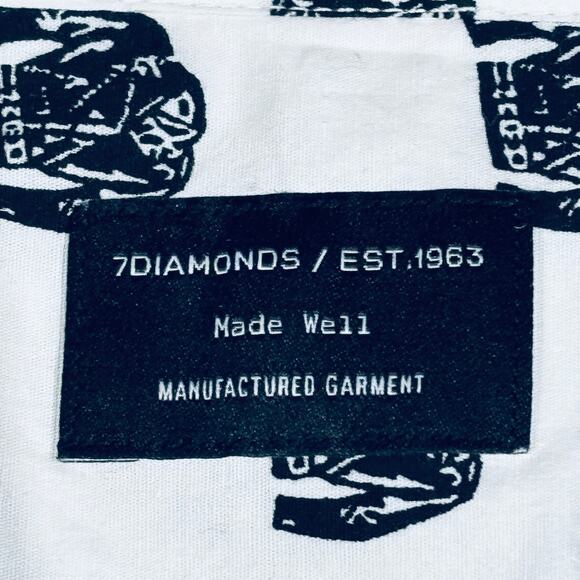 7DIAMONDS / EST.1963
Made Well
MANUFACTURED GARMENT